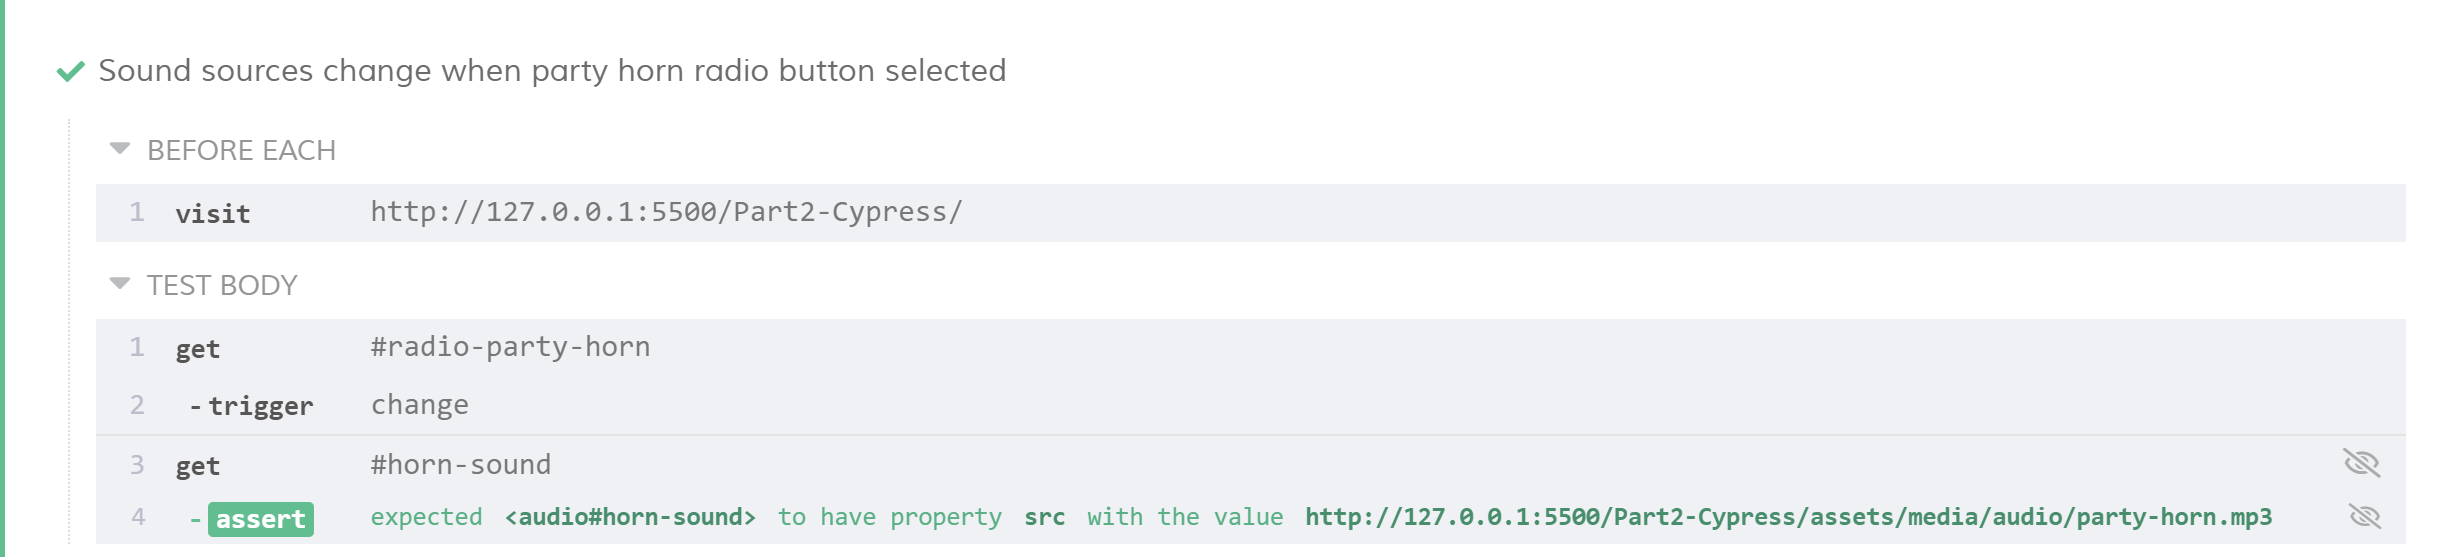 Sound sources change when party horn radio button selected
BEFORE EACH
1 visit http://127.0.0.1:5500/Part2-Cypress/
TEST BODY
1 get #radio-party-horn
2 -trigger change
3 get #horn-sound
4 -assert expected <audio#horn-sound> to have property src with the value http://127.0.0.1:5500/Part2-Cypress/assets/media/audio/party-horn.mp3